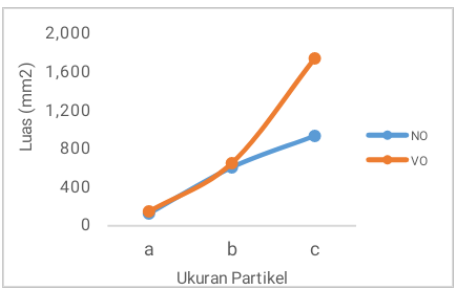 2,000
1,600
1,200
800
400
0
Luas (mm2)
a b c
Ukuran Partikel
NO
VO